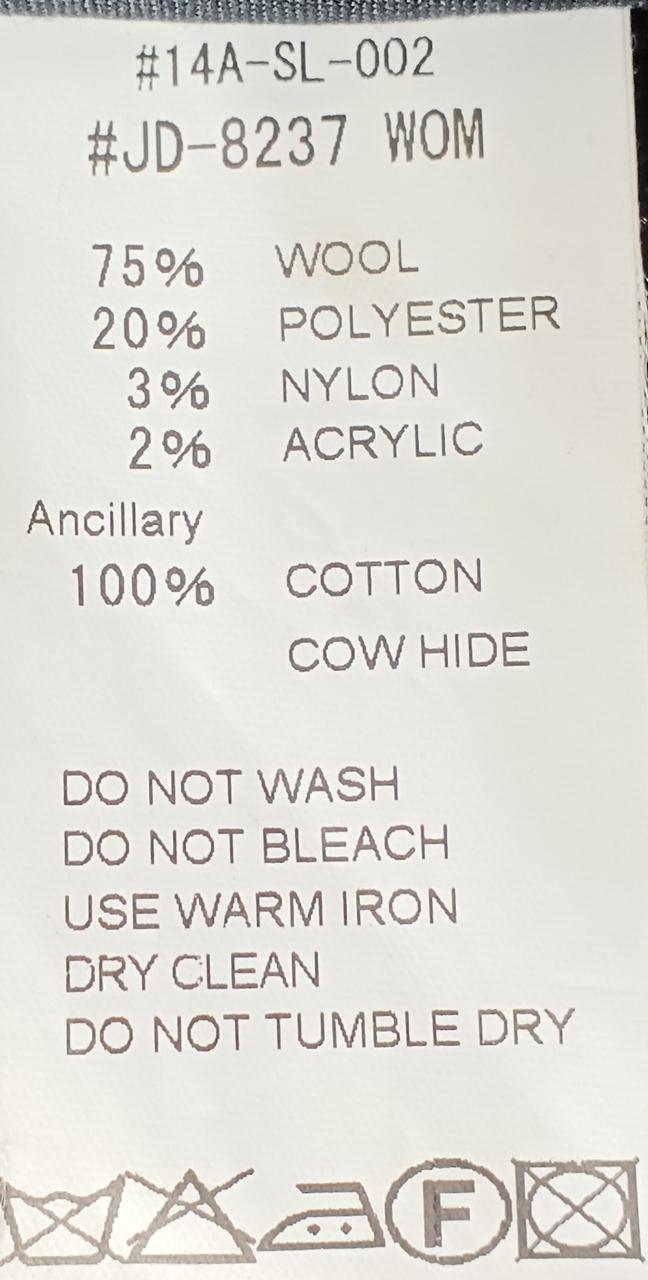 #14A-SL-002
#JD-8237 WOM
75% WOOL
20% POLYESTER
3% NYLON
2% ACRYLIC
Ancillary
100% COTTON
COW HIDE
DO NOT WASH
DO NOT BLEACH
USE WARM IRON
DRY CLEAN
DO NOT TUMBLE DRY
F